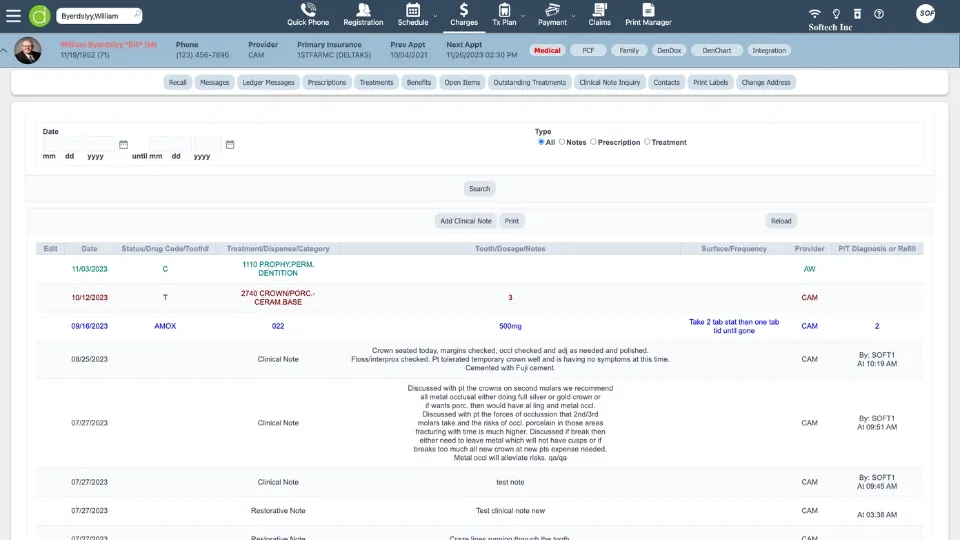 Byerdslyy,William
Quick Phone
Registration
Schedule
Charges
Tx Plan
Payment
Claims
Print Manager
Softech Inc
SOF
William Byerdslyy "Bill" (M)
11/19/1952 (71)
Phone
(123) 456-7896
Provider
CAM
Primary Insurance
1STFARMC (DELTAKS)
Prev Appt
10/04/2021
Next Appt
11/26/2023 02:30 PM
Medical
PCF
Family
DenDox
DenChart
Integration
Recall
Messages
Ledger Messages
Prescriptions
Treatments
Benefits
Open Items
Outstanding Treatments
Clinical Note Inquiry
Contacts
Print Labels
Change Address
Date
mm dd yyyy until mm dd yyyy
Type
All Notes Prescription Treatment
Search
Add Clinical Note
Print
Reload
Edit Date Status/Drug Code/Tooth# Treatment/Dispense/Category Tooth/Dosage/Notes Surface/Frequency Provider P/T Diagnosis or Refill
11/03/2023 C 1110 PROPHY,PERM. AW
DENTITION
10/12/2023 T 2740 CROWN/PORC.- 3 CAM
CERAM.BASE
09/16/2023 AMOX 022 500mg Take 2 tab stat then one tab CAM 2
tid until gone
08/25/2023 Clinical Note
Crown seated today, margins checked, occl checked and adj as needed and polished.
Floss/interprox checked. Pt tolerated temporary crown well and is having no symptoms at this time.
Cemented with Fuji cement.
CAM
By: SOFT1
At 10:19 AM
07/27/2023 Clinical Note
Discussed with pt the crowns on second molars we recommend
all metal occlusal either doing full silver or gold crown or
if wants porc. then would have al ling and metal occl.
Discussed with pt the forces of occlussion that 2nd/3rd
molars take and the risks of occl. porcelain in those areas
fracturing with time is much higher. Discussed if break then
either need to leave metal which will not have cusps or if
breaks too much all new crown at new pts expense needed.
Metal occl will alleviate risks. qa/qa
CAM
By: SOFT1
At 09:51 AM
07/27/2023 Clinical Note test note CAM
By: SOFT1
At 09:45 AM
07/27/2023 Restorative Note Test clinical note new CAM At 03:38 AM
07/27/2023 Restorative Note Craze lines running through the tooth CAM